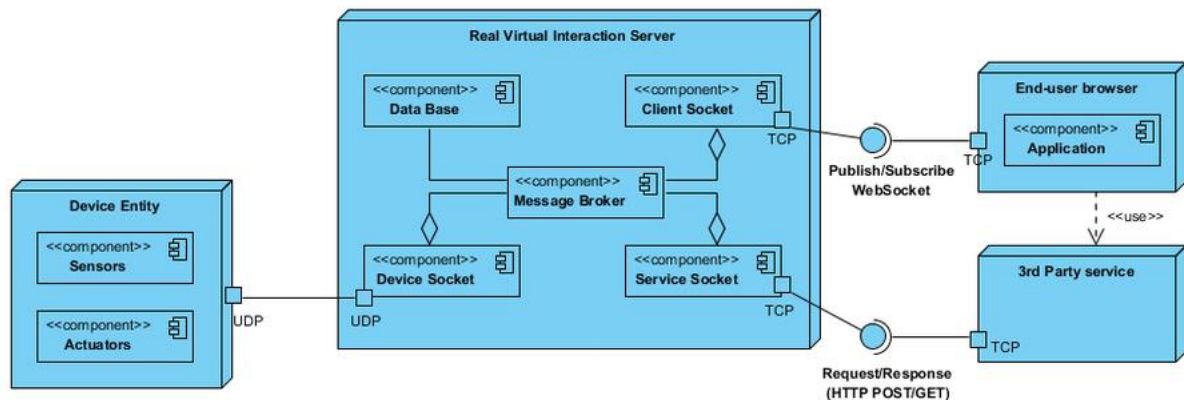 Real Virtual Interaction Server
<<component>>
Data Base
<<component>>
Client Socket
TCP
<<component>>
Message Broker
<<component>>
Device Socket
UDP
<<component>>
Service Socket
TCP
Device Entity
<<component>>
Sensors
<<component>>
Actuators
UDP
Publish/Subscribe
WebSocket
End-user browser
<<component>>
Application
TCP
<<use>>
3rd Party service
TCP
Request/Response
(HTTP POST/GET)